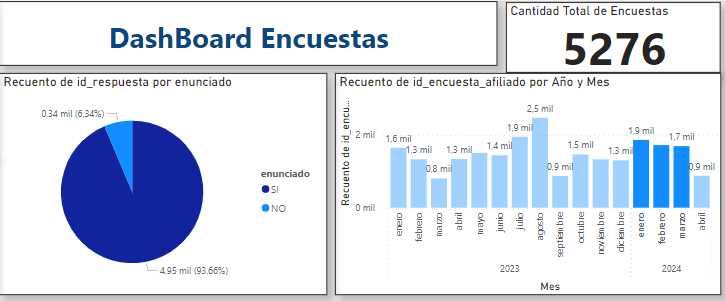 DashBoard Encuestas
Cantidad Total de Encuestas
5276
Recuento de id_respuesta por enunciado
0,34 mil (6,34%)
4,95 mil (93,66%)
enunciado
SI
NO
Recuento de id_encuesta_afiliado por Año y Mes
Recuento de id_encu...
2 mil
0 mil
1,6 mil
1,3 mil
0,8 mil
1,3 mil
1,4 mil
1,9 mil
2,5 mil
0,9 mil
1,5 mil
1,3 mil
1,9 mil
1,7 mil
0,9 mil
enero
febrero
marzo
abril
mayo
junio
julio
agosto
septiembre
octubre
noviembre
diciembre
enero
febrero
marzo
abril
2023
2024
Mes